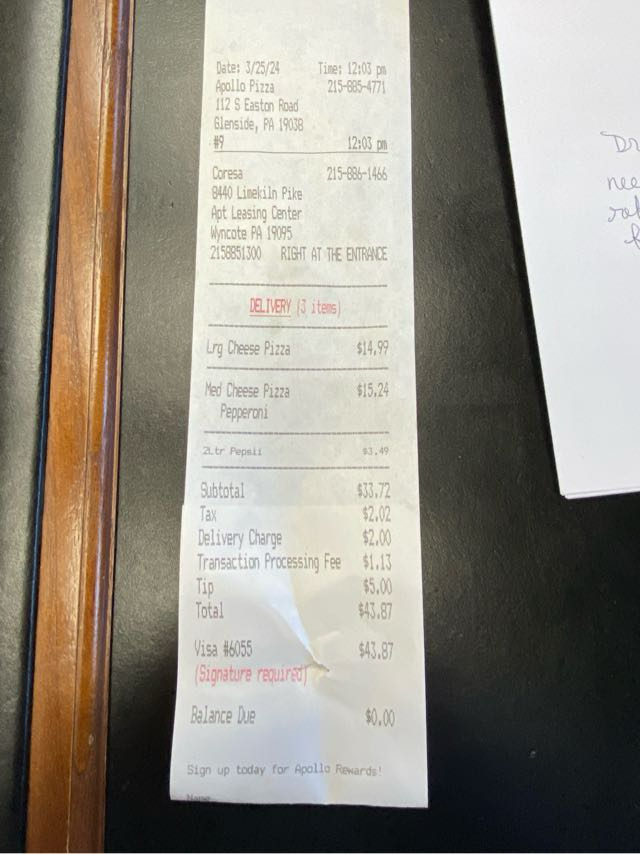 Date: 3/25/24 Time: 12:03 pm
Apollo Pizza 215-885-4771
112 S Easton Road
Glenside, PA 19038
#9 12:03 pm
Coresa 215-886-1466
8440 Limekiln Pike
Apt Leasing Center
Wyncote PA 19095
2158851300 RIGHT AT THE ENTRANCE
DELIVERY (3 items)
Lrg Cheese Pizza $14.99
Med Cheese Pizza $15.24
Pepperoni
2Ltr Pepsii $3.49
Subtotal $33.72
Tax $2.02
Delivery Charge $2.00
Transaction Processing Fee $1.13
Tip $5.00
Total $43.87
Visa #6055 $43.87
(Signature required)
Balance Due $0.00
Sign up today for Apollo Rewards!
Name